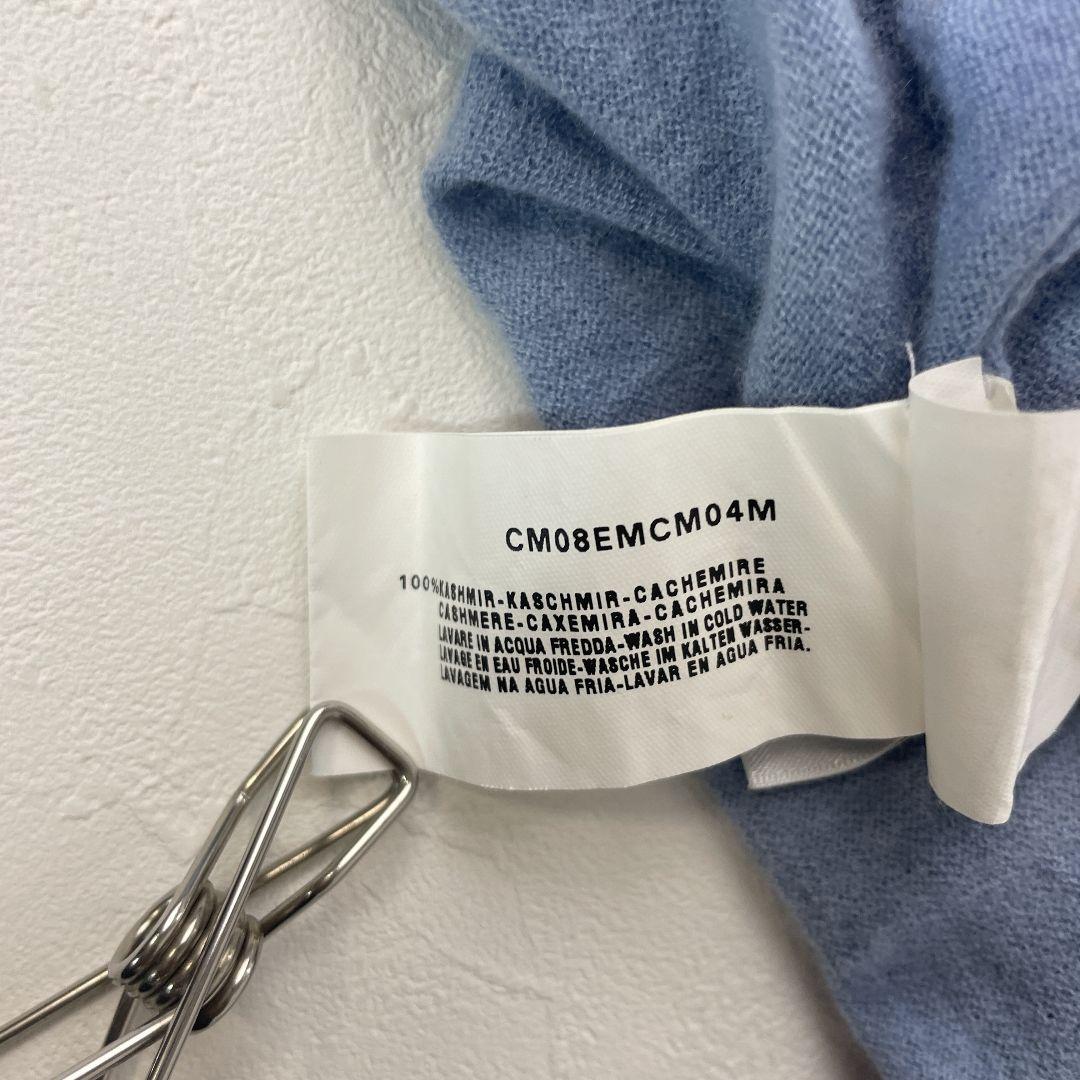 CM08EMCM04M
100%KASHMIR-KASCHMIR-CACHEMIRE
CASHMERE-CAXEMIRA-CACHEMIRA
LAVARE IN ACQUA FREDDA-WASH IN COLD WATER
LAVAGE EN EAU FROIDE-WASCHE IM KALTEN WASSER-
LAVAGEM NA AGUA FRIA-LAVAR EN AGUA FRIA.